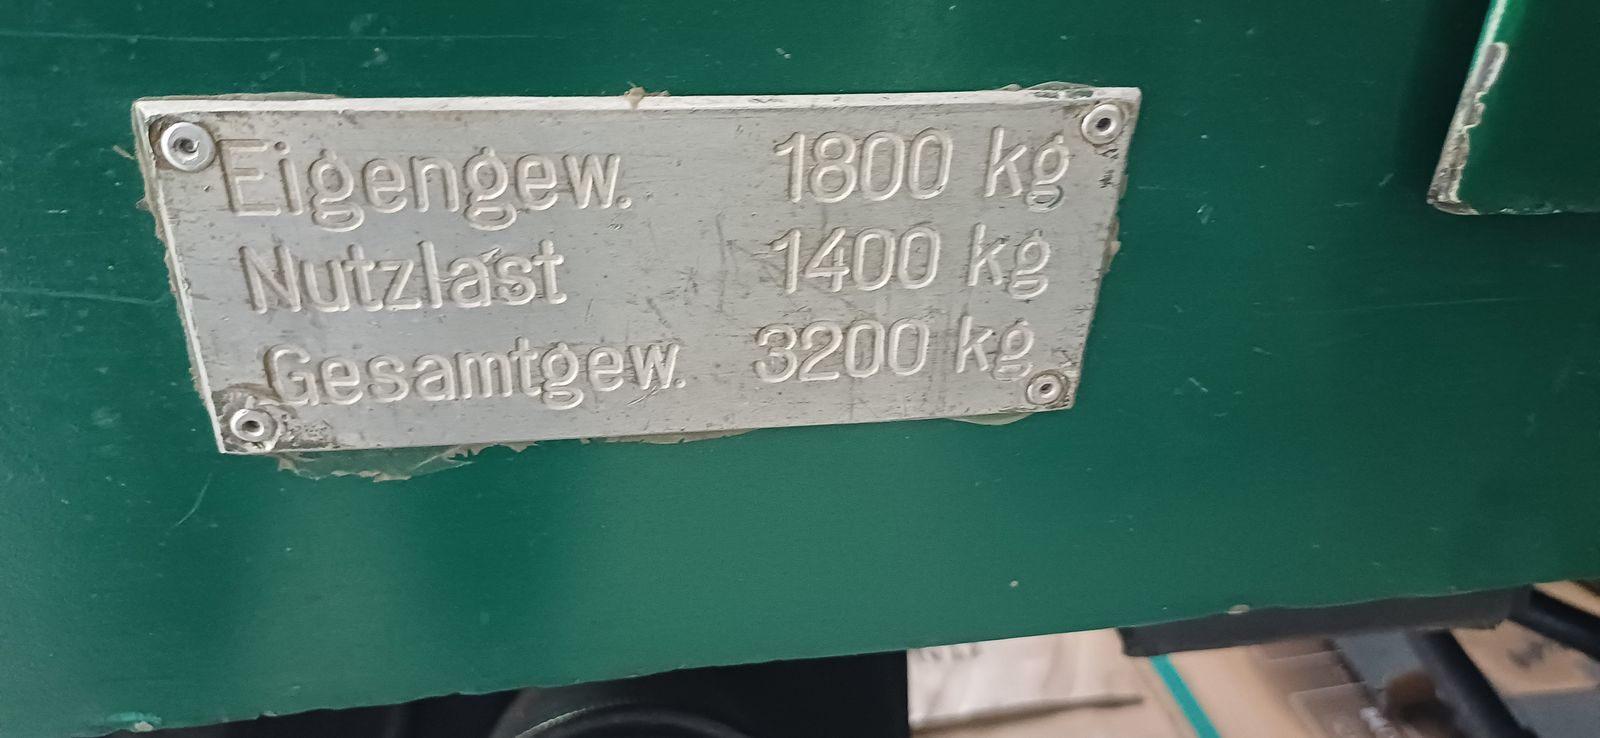 Eigengew. 1800 kg
Nutzlast 1400 kg
Gesamtgew. 3200 kg